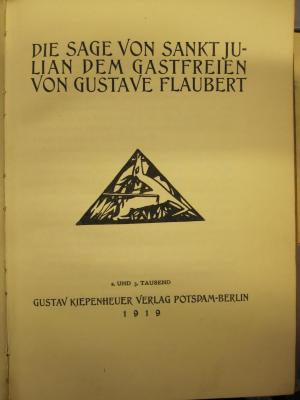 DIE SAGE VON SANKT JU-
LIAN DEM GASTFREIEN
VON GUSTAVE FLAUBERT
2. UND 3. TAUSEND
GUSTAV KIEPENHEUER VERLAG POTSDAM-BERLIN
1919